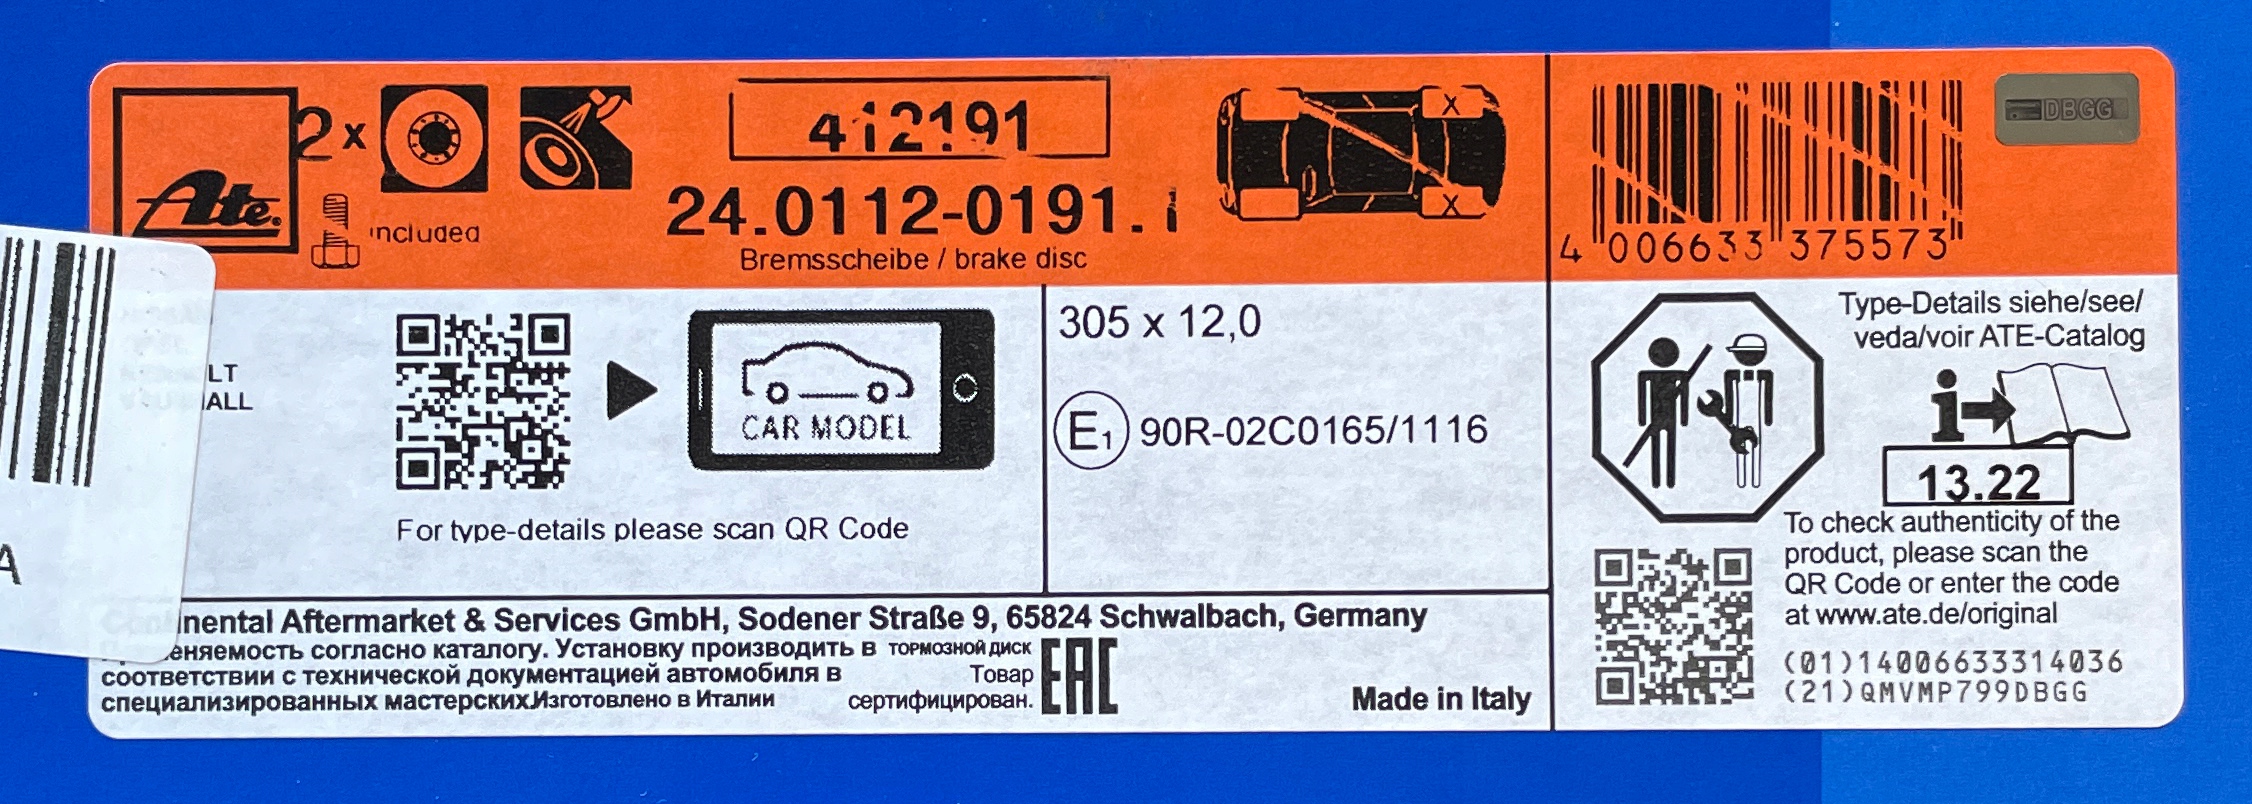 Ate
2x
included
412191
24.0112-0191.1
Bremsscheibe / brake disc
X
X
4 006633 375573
DBGG
LT
ALL
CAR MODEL
For type-details please scan QR Code
305 x 12,0
E1 90R-02C0165/1116
Type-Details siehe/see/
veda/voir ATE-Catalog
13.22
To check authenticity of the
product, please scan the
QR Code or enter the code
at www.ate.de/original
(01)14006633314036
(21)QMVMP799DBGG
Continental Aftermarket & Services GmbH, Sodener Straße 9, 65824 Schwalbach, Germany
Применяемость согласно каталогу. Установку производить в
соответствии с технической документацией автомобиля в
специализированных мастерских.Изготовлено в Италии
тормозной диск
Товар
сертифицирован.
EAC
Made in Italy
A